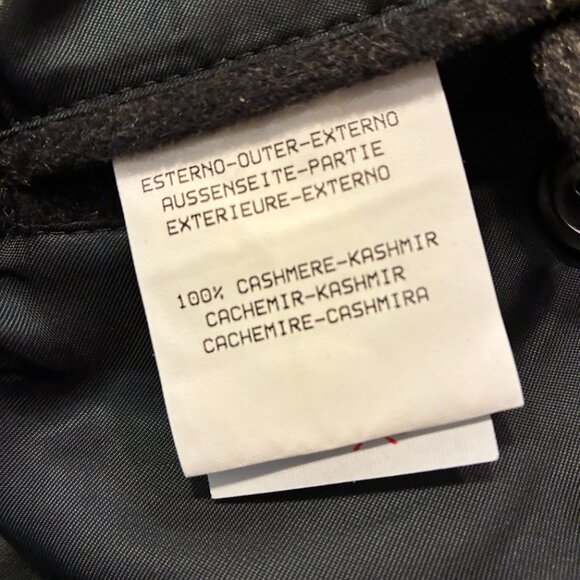 ESTERNO-OUTER-EXTERNO
AUSSENSEITE-PARTIE
EXTERIEURE-EXTERNO
100% CASHMERE-KASHMIR
CACHEMIR-KASHMIR
CACHEMIRE-CASHMIRA